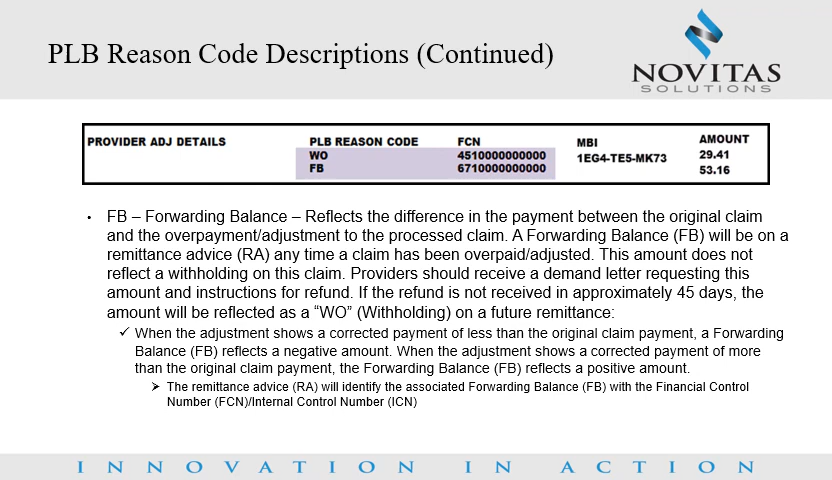 PLB Reason Code Descriptions (Continued)
NOVITAS
SOLUTIONS
PROVIDER ADJ DETAILS PLB REASON CODE FCN MBI AMOUNT
WO 4510000000000 1EG4-TE5-MK73 29.41
FB 6710000000000 53.16
• FB – Forwarding Balance – Reflects the difference in the payment between the original claim
and the overpayment/adjustment to the processed claim. A Forwarding Balance (FB) will be on a
remittance advice (RA) any time a claim has been overpaid/adjusted. This amount does not
reflect a withholding on this claim. Providers should receive a demand letter requesting this
amount and instructions for refund. If the refund is not received in approximately 45 days, the
amount will be reflected as a “WO” (Withholding) on a future remittance:
✓ When the adjustment shows a corrected payment of less than the original claim payment, a Forwarding
Balance (FB) reflects a negative amount. When the adjustment shows a corrected payment of more
than the original claim payment, the Forwarding Balance (FB) reflects a positive amount.
➢ The remittance advice (RA) will identify the associated Forwarding Balance (FB) with the Financial Control
Number (FCN)/Internal Control Number (ICN)
INNOVATION IN ACTION